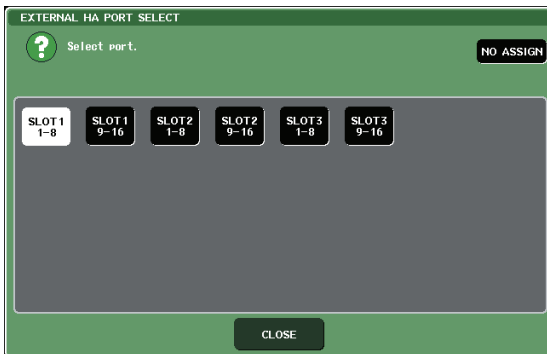 EXTERNAL HA PORT SELECT
?
Select port.
NO ASSIGN
SLOT1
1-8
SLOT1
9-16
SLOT2
1-8
SLOT2
9-16
SLOT3
1-8
SLOT3
9-16
CLOSE